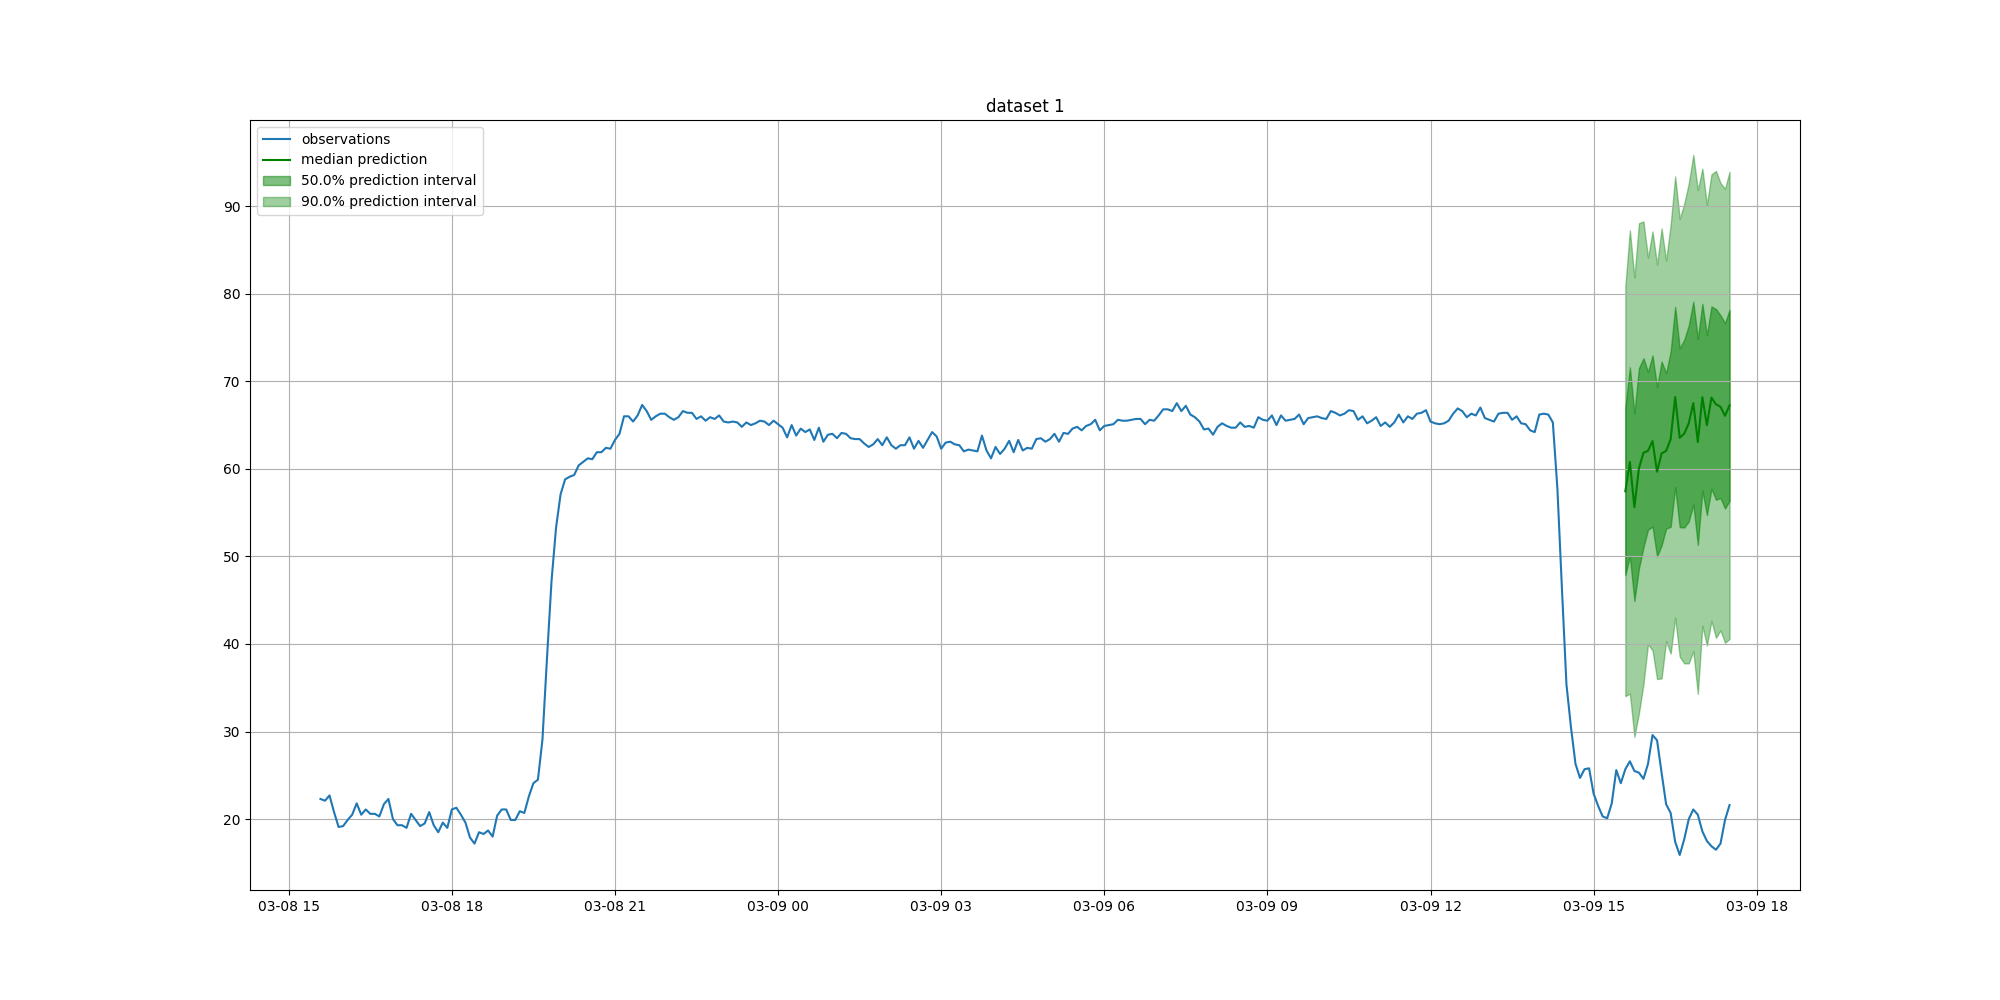 dataset 1
observations
median prediction
50.0% prediction interval
90.0% prediction interval
90
80
70
60
50
40
30
20
03-08 15 03-08 18 03-08 21 03-09 00 03-09 03 03-09 06 03-09 09 03-09 12 03-09 15 03-09 18